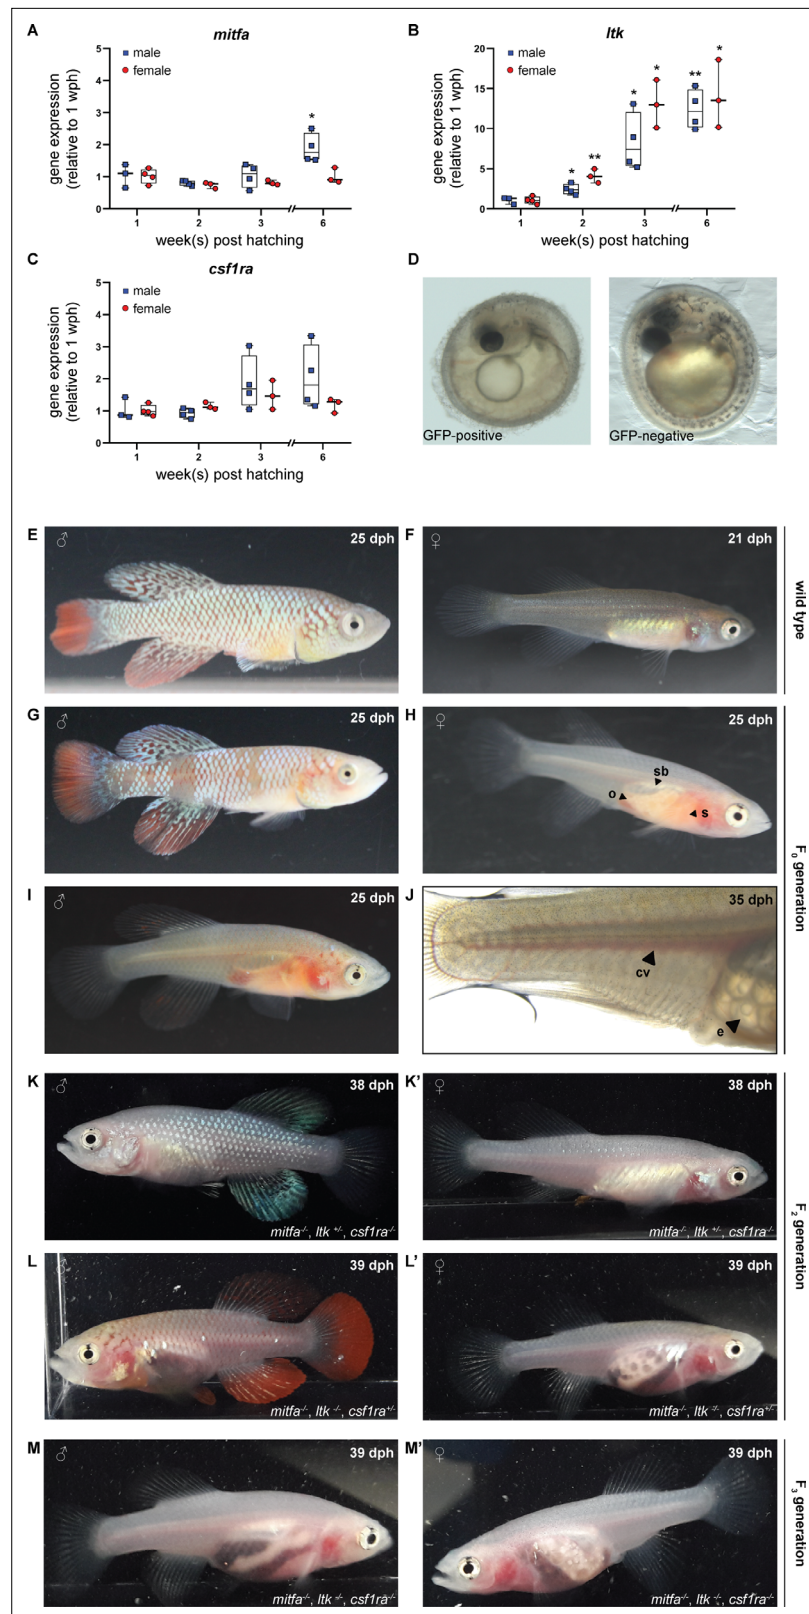 A
mitfa
gene expression
(relative to 1 wph)
5
4
3
2
1
0
male
female
*
1
2
3
6
week(s) post hatching
B
ltk
gene expression
(relative to 1 wph)
20
15
10
5
0
male
female
*
**
*
*
**
*
1
2
3
6
week(s) post hatching
C
csf1ra
gene expression
(relative to 1 wph)
5
4
3
2
1
0
male
female
1
2
3
6
week(s) post hatching
D
GFP-positive
GFP-negative
E
♂
25 dph
F
♀
21 dph
wild type
G
♂
25 dph
H
♀
25 dph
sb
o
s
I
♂
25 dph
J
35 dph
cv
e
F₀ generation
K
♂
38 dph
mitfa⁻/⁻, ltk ⁺/⁻, csf1ra⁻/⁻
K'
♀
38 dph
mitfa⁻/⁻, ltk ⁺/⁻, csf1ra⁻/⁻
L
♂
39 dph
mitfa⁻/⁻, ltk ⁻/⁻, csf1ra⁺/⁻
L'
♀
39 dph
mitfa⁻/⁻, ltk ⁻/⁻, csf1ra⁺/⁻
F₂ generation
M
♂
39 dph
mitfa⁻/⁻, ltk ⁻/⁻, csf1ra⁻/⁻
M'
♀
39 dph
mitfa⁻/⁻, ltk ⁻/⁻, csf1ra⁻/⁻
F₃ generation